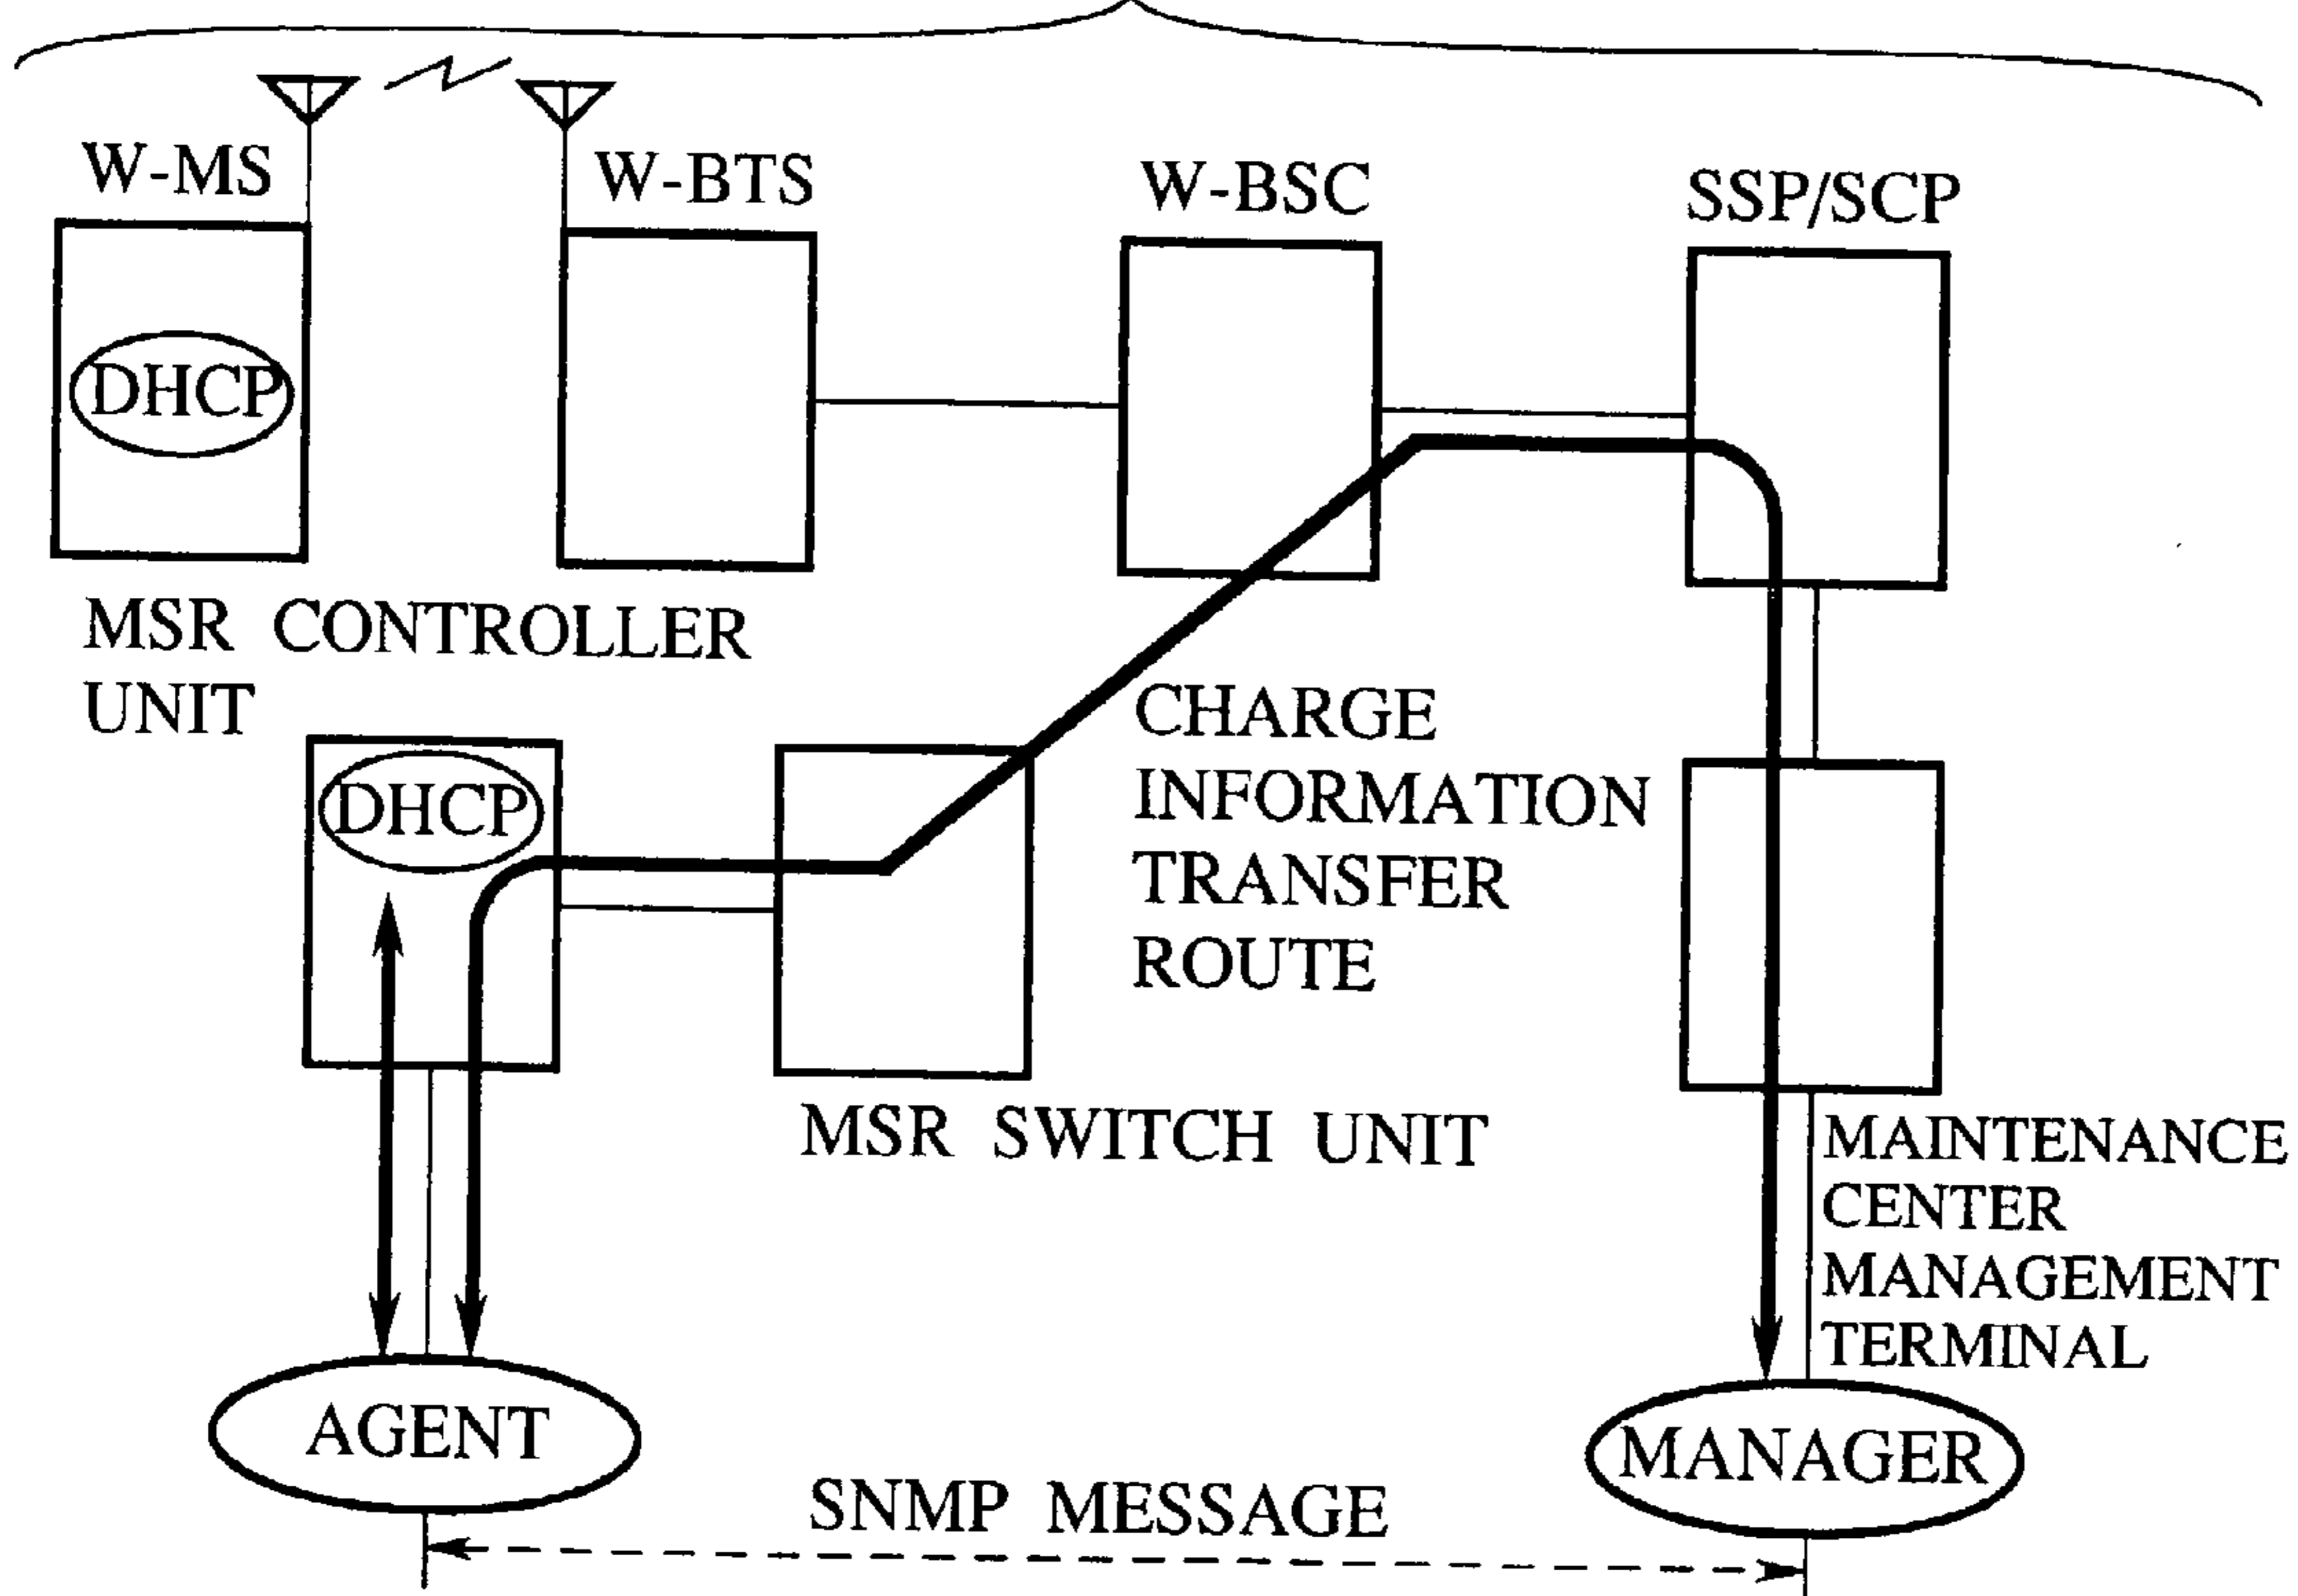 W-MS
W-BTS
W-BSC
SSP/SCP
DHCP
MSR CONTROLLER
UNIT
DHCP
CHARGE
INFORMATION
TRANSFER
ROUTE
MSR SWITCH UNIT
MAINTENANCE
CENTER
MANAGEMENT
TERMINAL
AGENT
MANAGER
SNMP MESSAGE